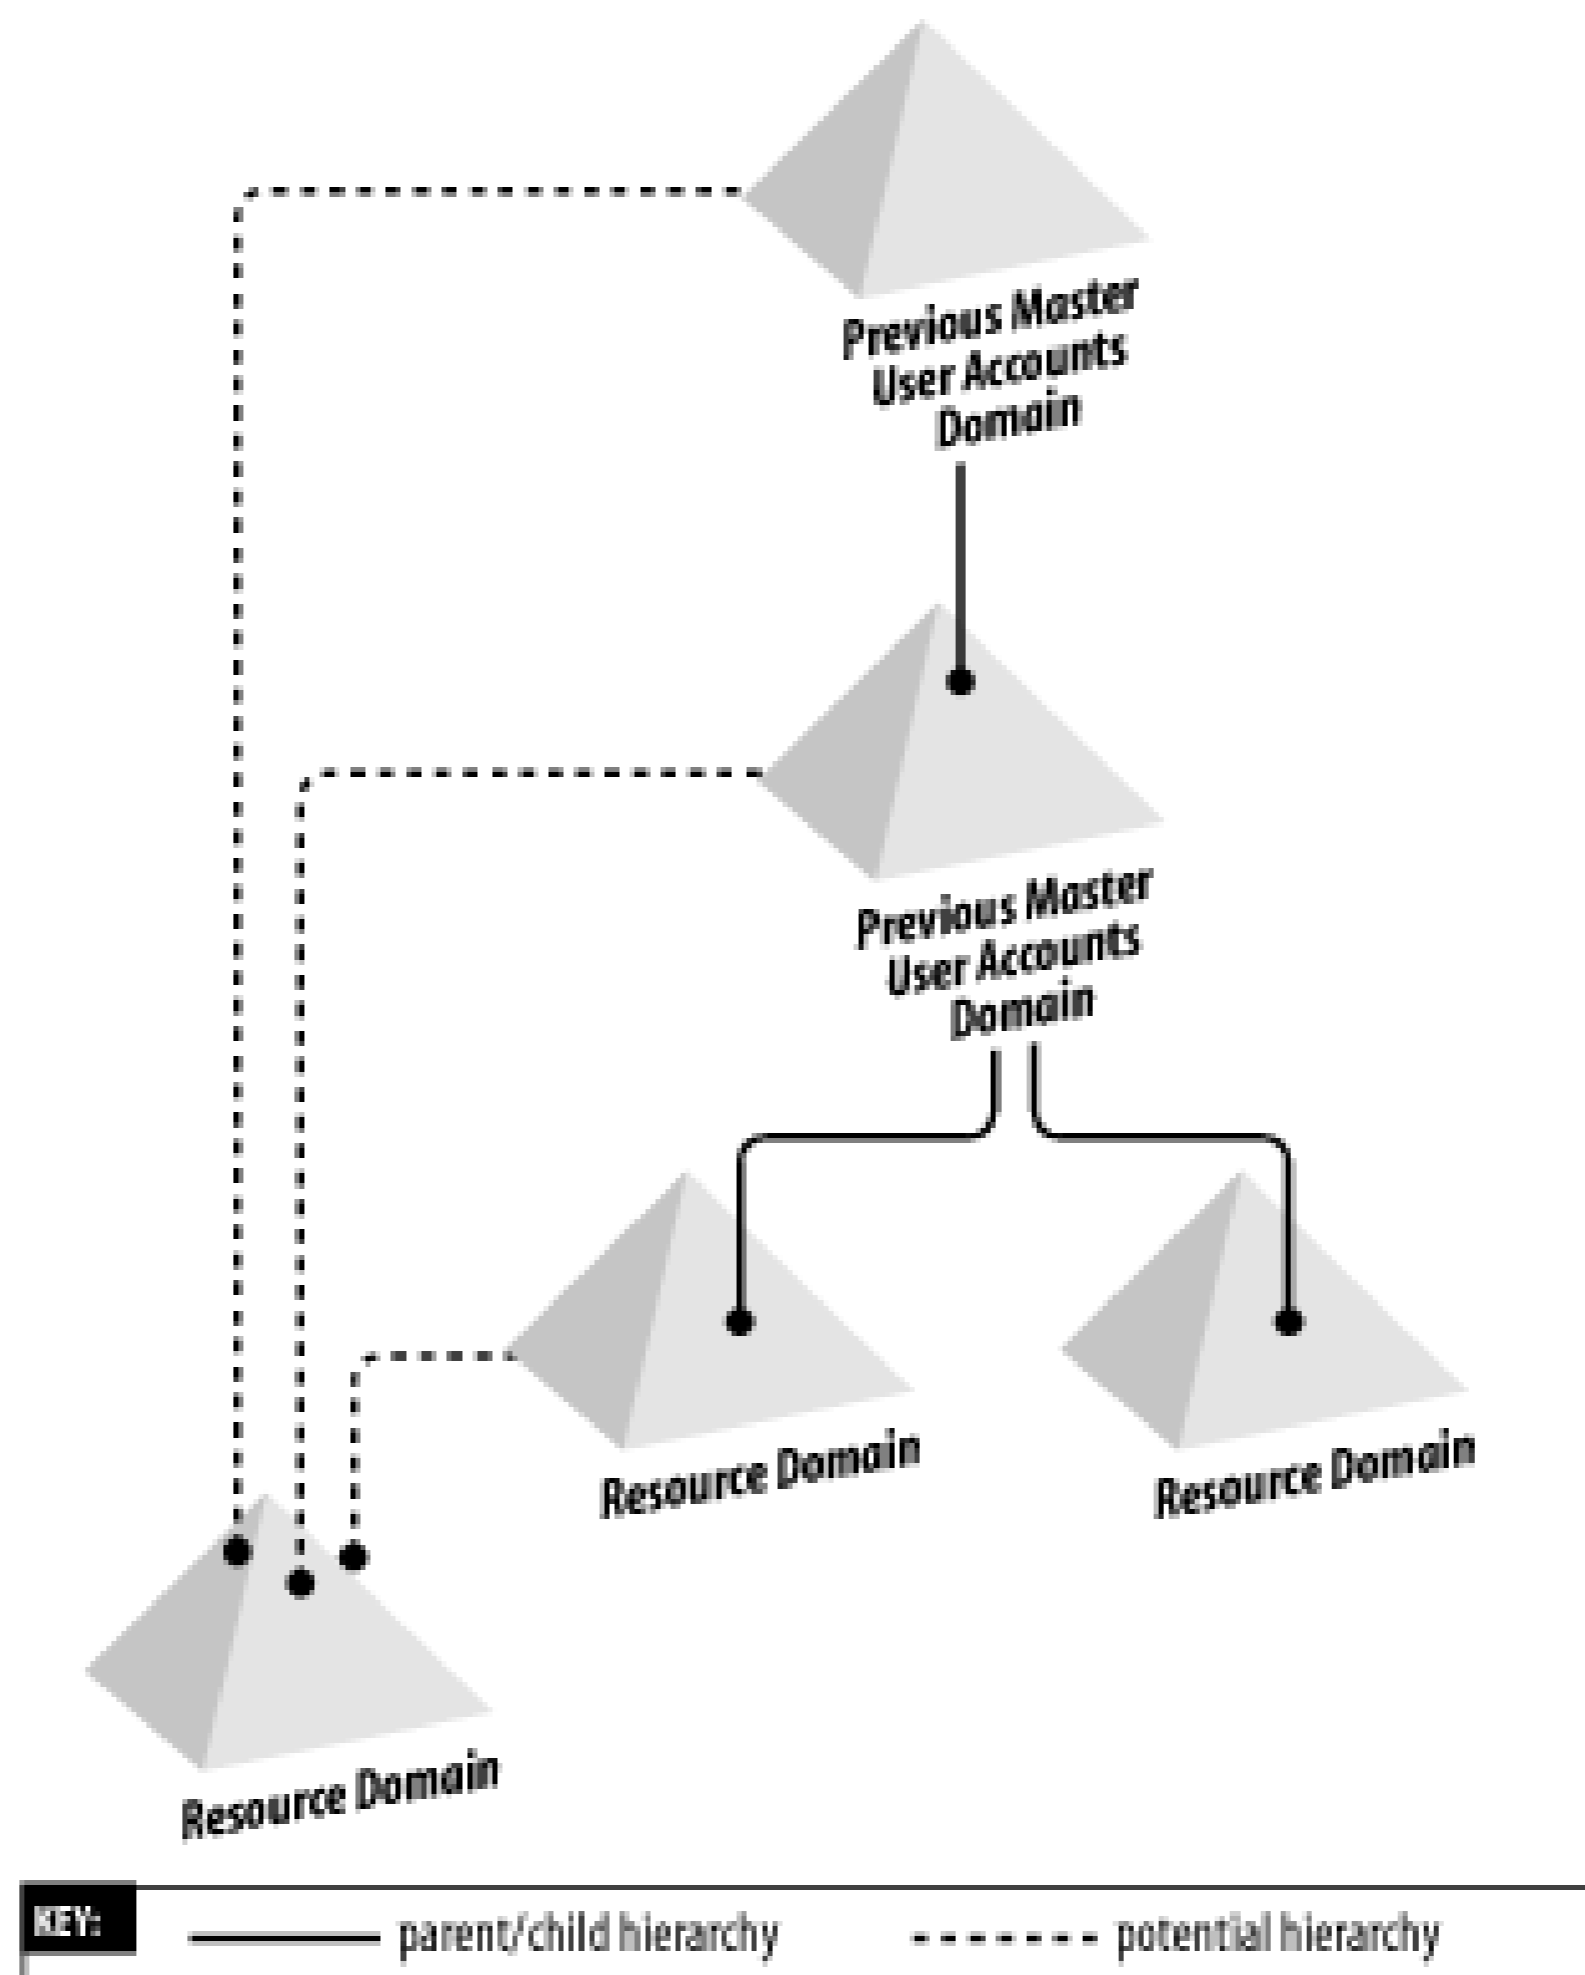 Previous Master
User Accounts
Domain
Previous Master
User Accounts
Domain
Resource Domain
Resource Domain
Resource Domain
KEY:
parent/child hierarchy
potential hierarchy